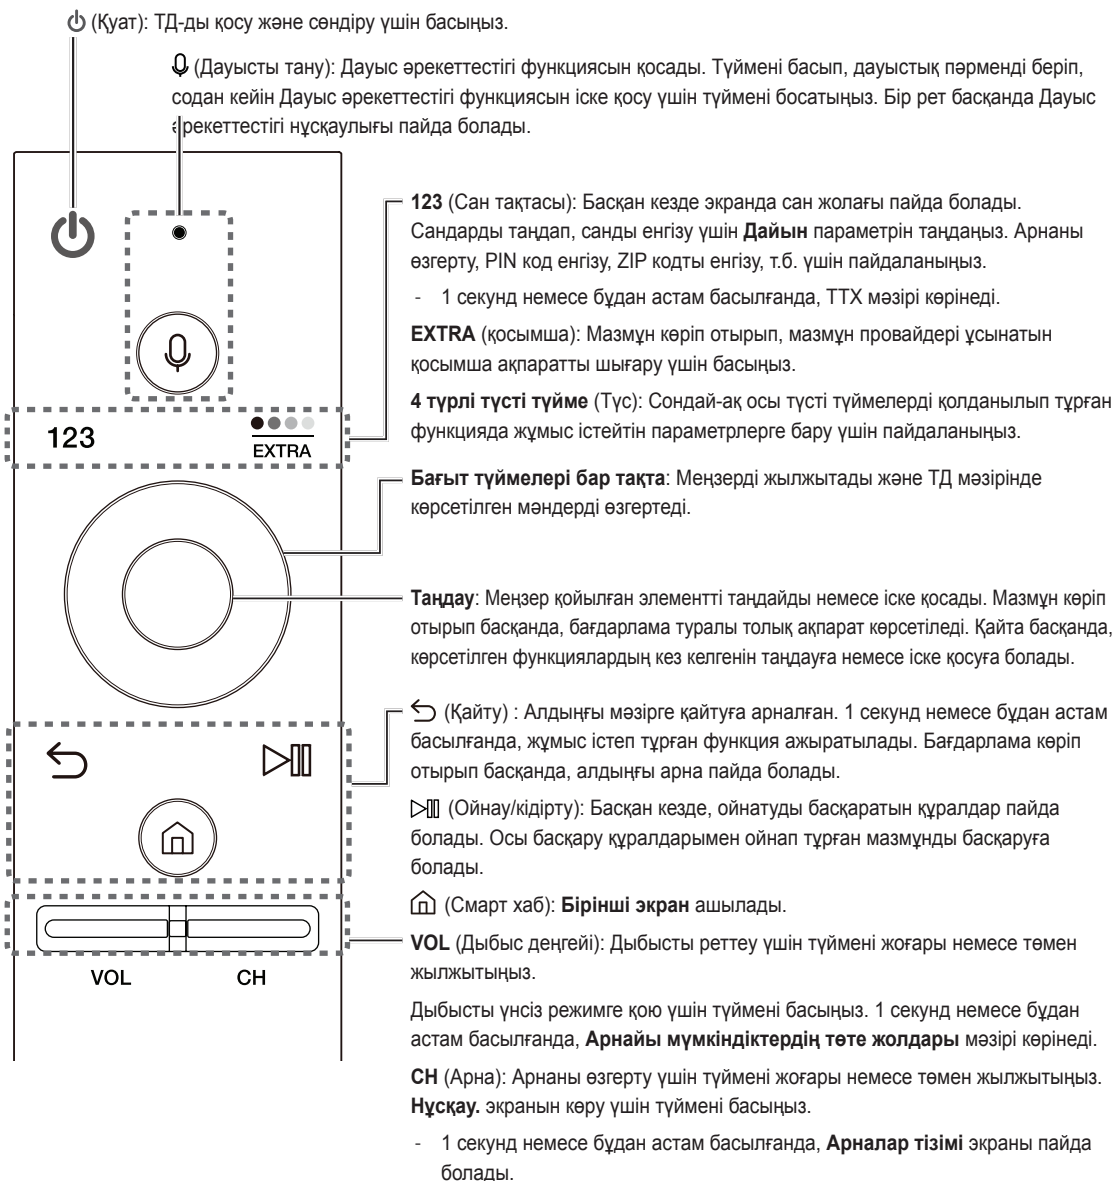 (Қуат): ТД-ды қосу және сөндіру үшін басыңыз.
(Дауысты тану): Дауыс әрекеттестігі функциясын қосады. Түймені басып, дауыстық пәрменді беріп,
содан кейін Дауыс әрекеттестігі функциясын іске қосу үшін түймені босатыңыз. Бір рет басқанда Дауыс
әрекеттестігі нұсқаулығы пайда болады.
123 (Сан тақтасы): Басқан кезде экранда сан жолағы пайда болады.
Сандарды таңдап, санды енгізу үшін Дайын параметрін таңдаңыз. Арнаны
өзгерту, PIN код енгізу, ZIP кодты енгізу, т.б. үшін пайдаланыңыз.
- 1 секунд немесе бұдан астам басылғанда, TTX мәзірі көрінеді.
EXTRA (қосымша): Мазмұн көріп отырып, мазмұн провайдері ұсынатын
қосымша ақпаратты шығару үшін басыңыз.
4 түрлі түсті түйме (Түс): Сондай-ақ осы түсті түймелерді қолданылып тұрған
функцияда жұмыс істейтін параметрлерге бару үшін пайдаланыңыз.
123
EXTRA
Бағыт түймелері бар тақта: Меңзерді жылжытады және ТД мәзірінде
көрсетілген мәндерді өзгертеді.
Таңдау: Меңзер қойылған элементті таңдайды немесе іске қосады. Мазмұн көріп
отырып басқанда, бағдарлама туралы толық ақпарат көрсетіледі. Қайта басқанда,
көрсетілген функциялардың кез келгенін таңдауға немесе іске қосуға болады.
(Қайту) : Алдыңғы мәзірге қайтуға арналған. 1 секунд немесе бұдан астам
басылғанда, жұмыс істеп тұрған функция ажыратылады. Бағдарлама көріп
отырып басқанда, алдыңғы арна пайда болады.
(Ойнау/кідірту): Басқан кезде, ойнатуды басқаратын құралдар пайда
болады. Осы басқару құралдарымен ойнап тұрған мазмұнды басқаруға
болады.
(Смарт хаб): Бірінші экран ашылады.
VOL (Дыбыс деңгейі): Дыбысты реттеу үшін түймені жоғары немесе төмен
жылжытыңыз.
VOL
CH
Дыбысты үнсіз режимге қою үшін түймені басыңыз. 1 секунд немесе бұдан
астам басылғанда, Арнайы мүмкіндіктердің төте жолдары мәзірі көрінеді.
CH (Арна): Арнаны өзгерту үшін түймені жоғары немесе төмен жылжытыңыз.
Нұсқау. экранын көру үшін түймені басыңыз.
- 1 секунд немесе бұдан астам басылғанда, Арналар тізімі экраны пайда
болады.